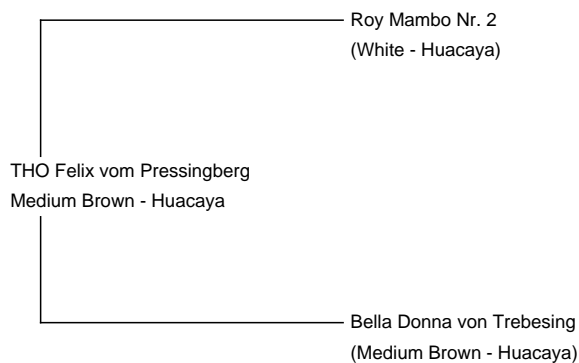 Roy Mambo Nr. 2
(White - Huacaya)
THO Felix vom Pressingberg
Medium Brown - Huacaya
Bella Donna von Trebesing
(Medium Brown - Huacaya)